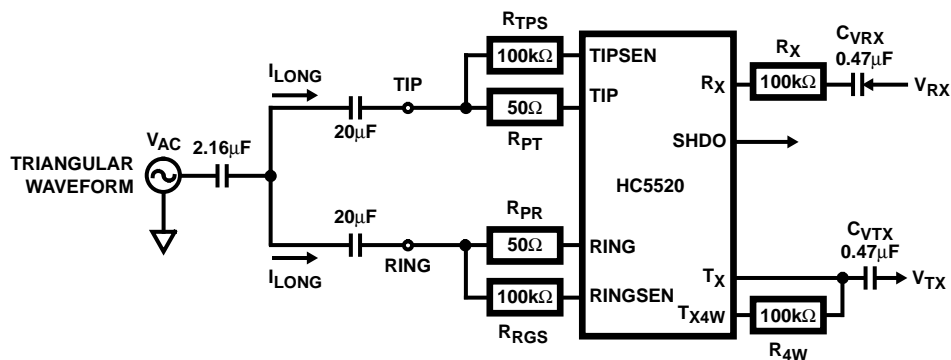 R_TPS
100kΩ
TIPSEN
I_LONG
TIP
20µF
50Ω
TIP
R_PT
V_AC
2.16µF
TRIANGULAR
WAVEFORM
20µF
R_PR
50Ω
RING
RING
I_LONG
100kΩ
RINGSEN
R_RGS
HC5520
R_X
R_X
100kΩ
C_VRX
0.47µF
V_RX
SHDO
C_VTX
0.47µF
T_X
V_TX
T_X4W
100kΩ
R_4W